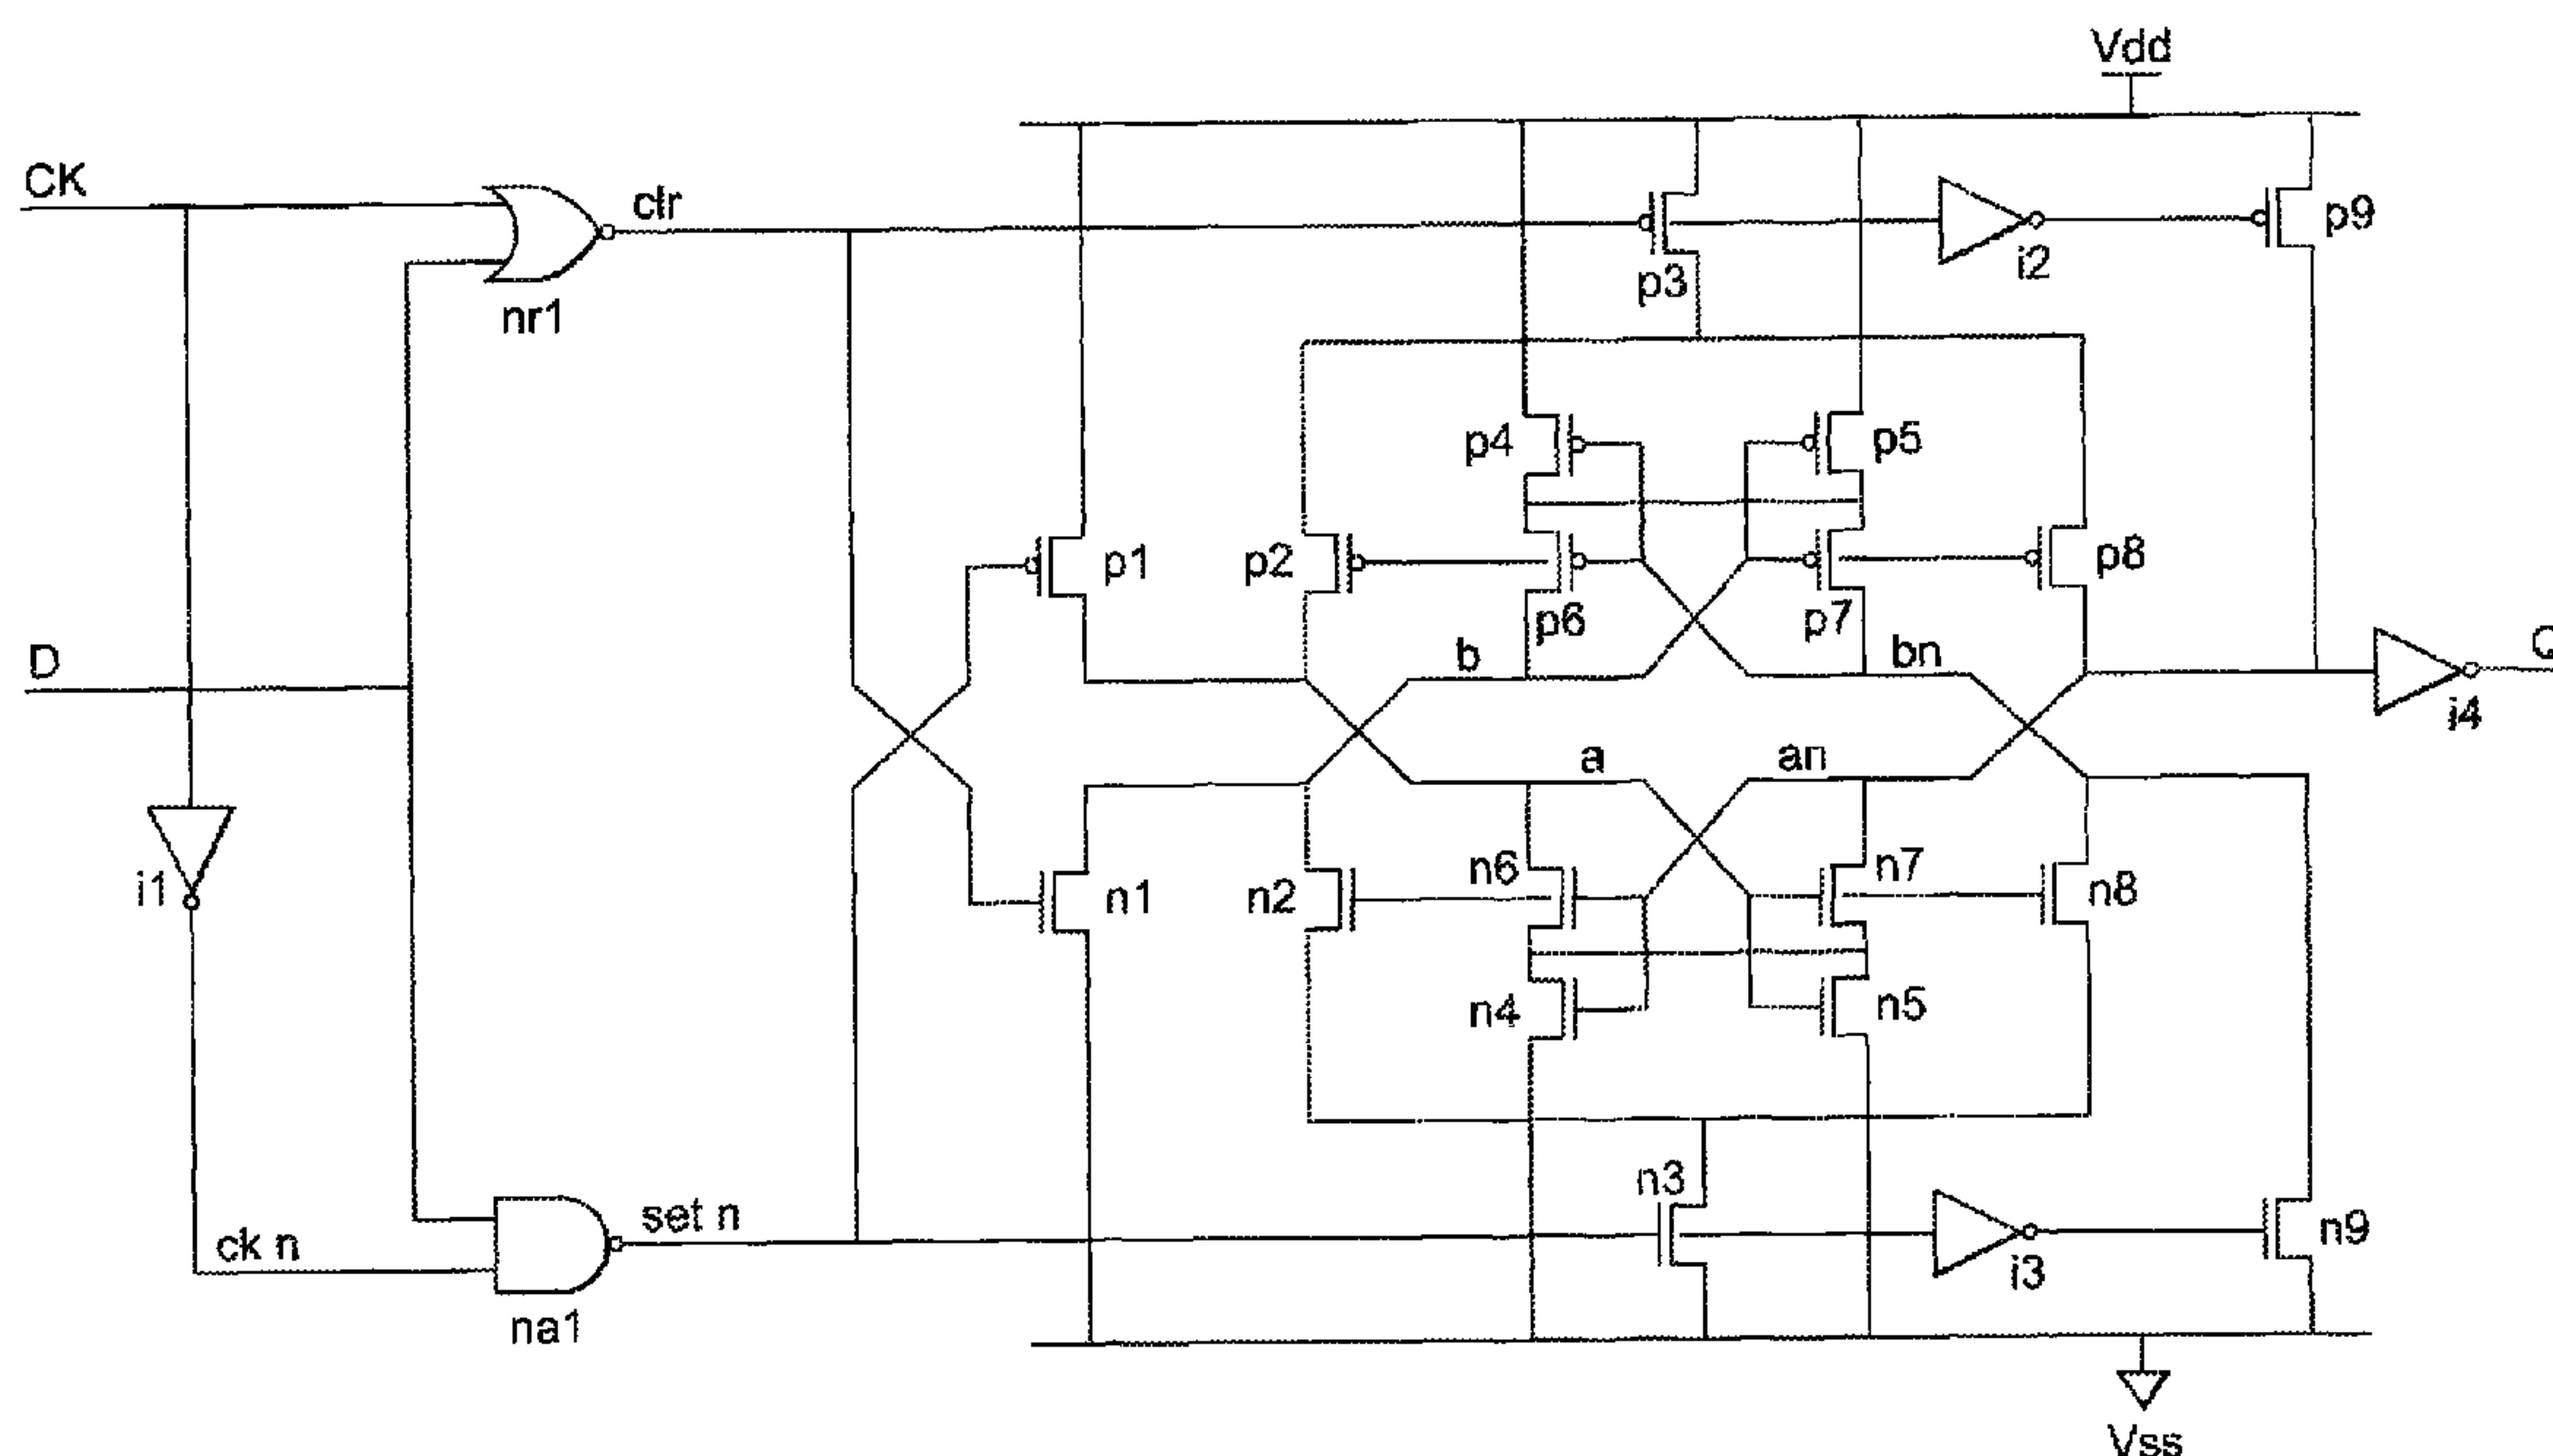 Vdd
CK
clr
p9
i2
p3
nr1
p4
p5
p1
p2
p8
p6
p7
D
b
bn
Q
i4
a
an
i1
n6
n7
n1
n2
n8
n4
n5
n3
set n
ck n
n9
i3
na1
Vss